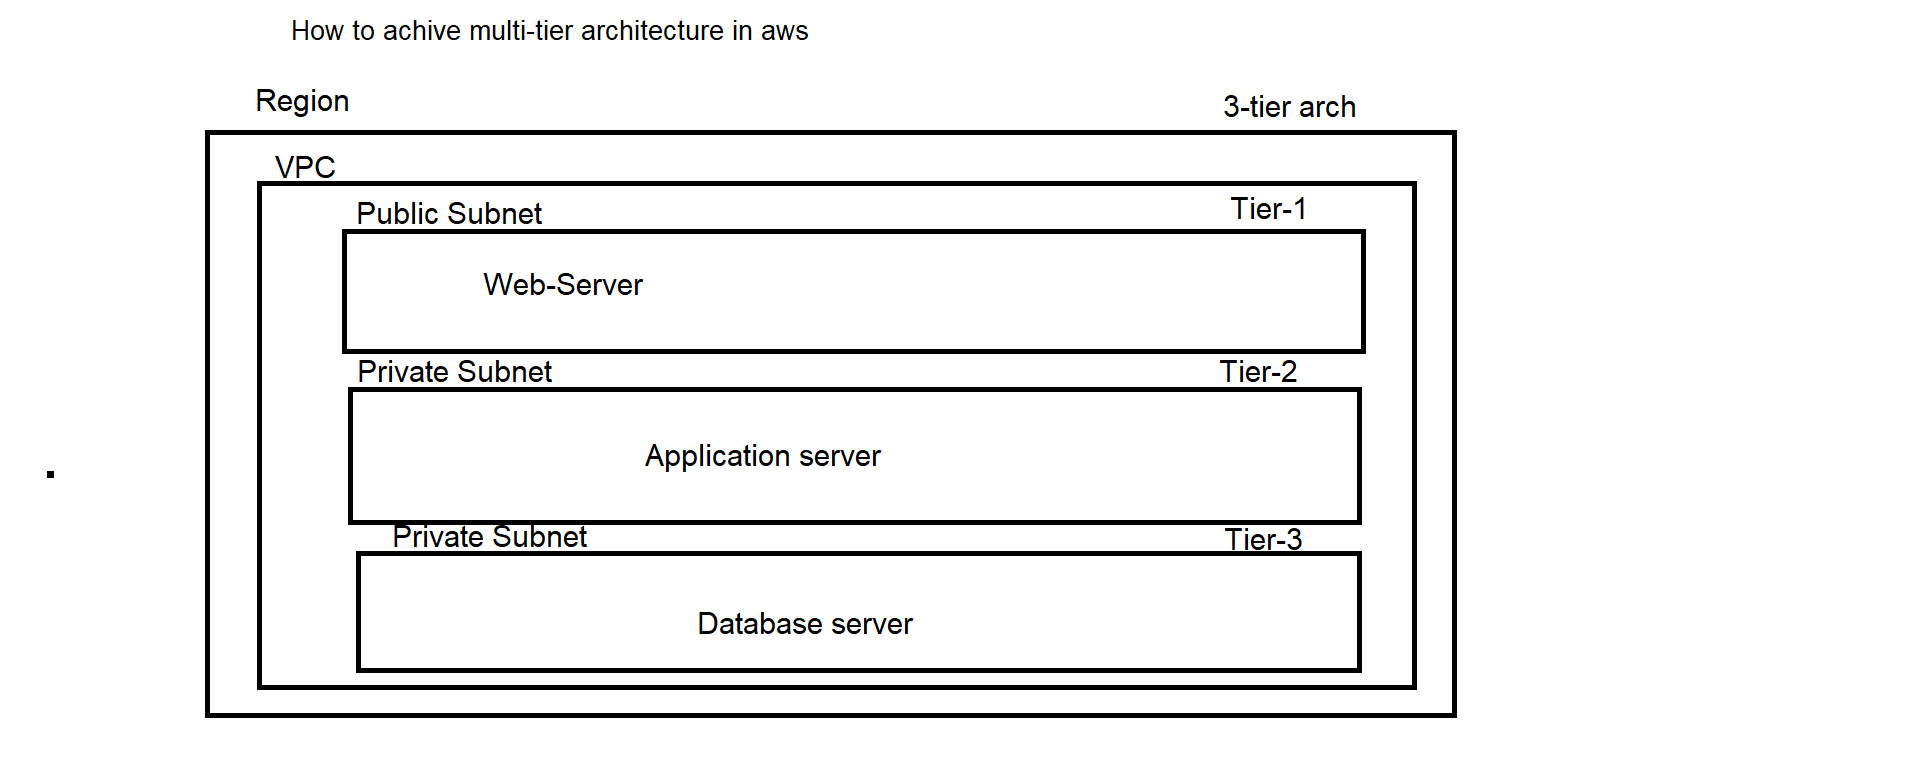 How to achive multi-tier architecture in aws
Region
3-tier arch
VPC
Public Subnet
Tier-1
Web-Server
Private Subnet
Tier-2
Application server
Private Subnet
Tier-3
Database server